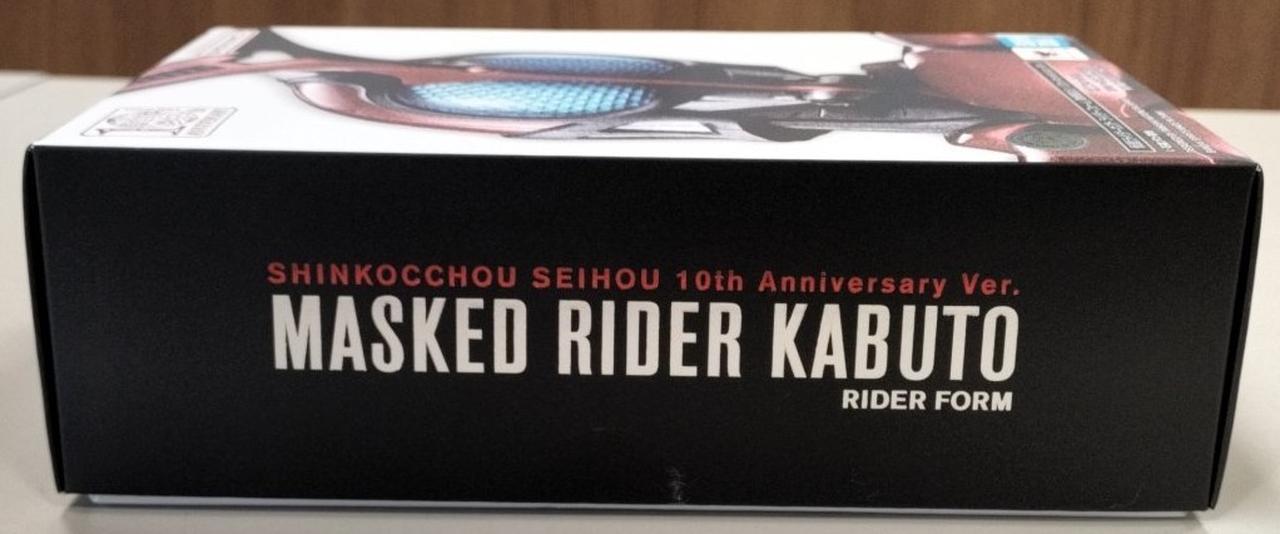 SHINKOCCHOU SEIHOU 10th Anniversary Ver.
MASKED RIDER KABUTO
RIDER FORM